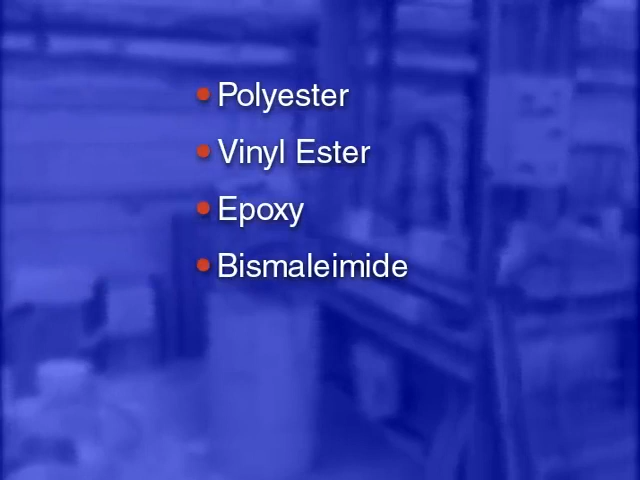 • Polyester
• Vinyl Ester
• Epoxy
• Bismaleimide